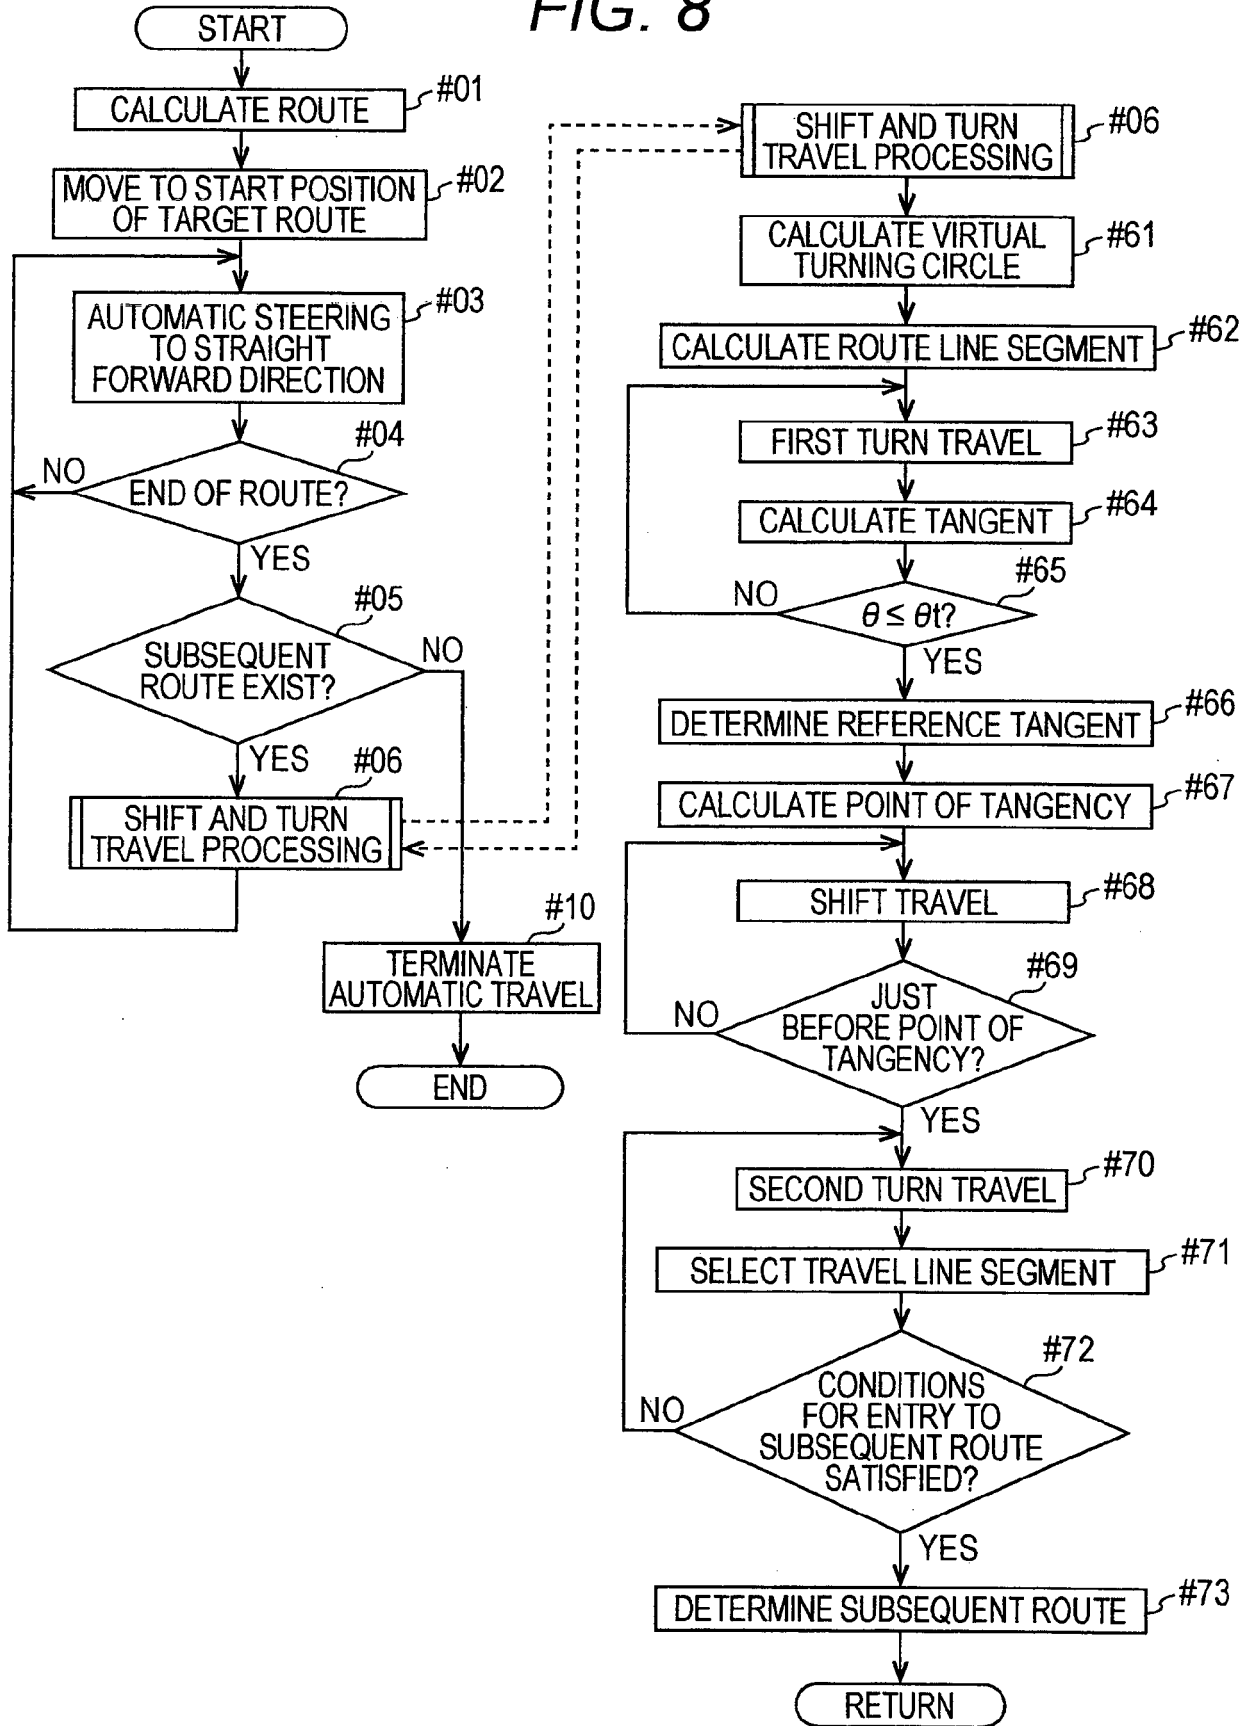 FIG. 8
START
CALCULATE ROUTE
#01
MOVE TO START POSITION
OF TARGET ROUTE
#02
AUTOMATIC STEERING
TO STRAIGHT
FORWARD DIRECTION
#03
#04
NO
END OF ROUTE?
YES
#05
SUBSEQUENT
ROUTE EXIST?
NO
YES
#06
SHIFT AND TURN
TRAVEL PROCESSING
#10
TERMINATE
AUTOMATIC TRAVEL
END
SHIFT AND TURN
TRAVEL PROCESSING
#06
CALCULATE VIRTUAL
TURNING CIRCLE
#61
CALCULATE ROUTE LINE SEGMENT
#62
FIRST TURN TRAVEL
#63
CALCULATE TANGENT
#64
#65
NO
θ ≤ θt?
YES
DETERMINE REFERENCE TANGENT
#66
CALCULATE POINT OF TANGENCY
#67
SHIFT TRAVEL
#68
#69
NO
JUST
BEFORE POINT OF
TANGENCY?
YES
SECOND TURN TRAVEL
#70
SELECT TRAVEL LINE SEGMENT
#71
#72
NO
CONDITIONS
FOR ENTRY TO
SUBSEQUENT ROUTE
SATISFIED?
YES
DETERMINE SUBSEQUENT ROUTE
#73
RETURN